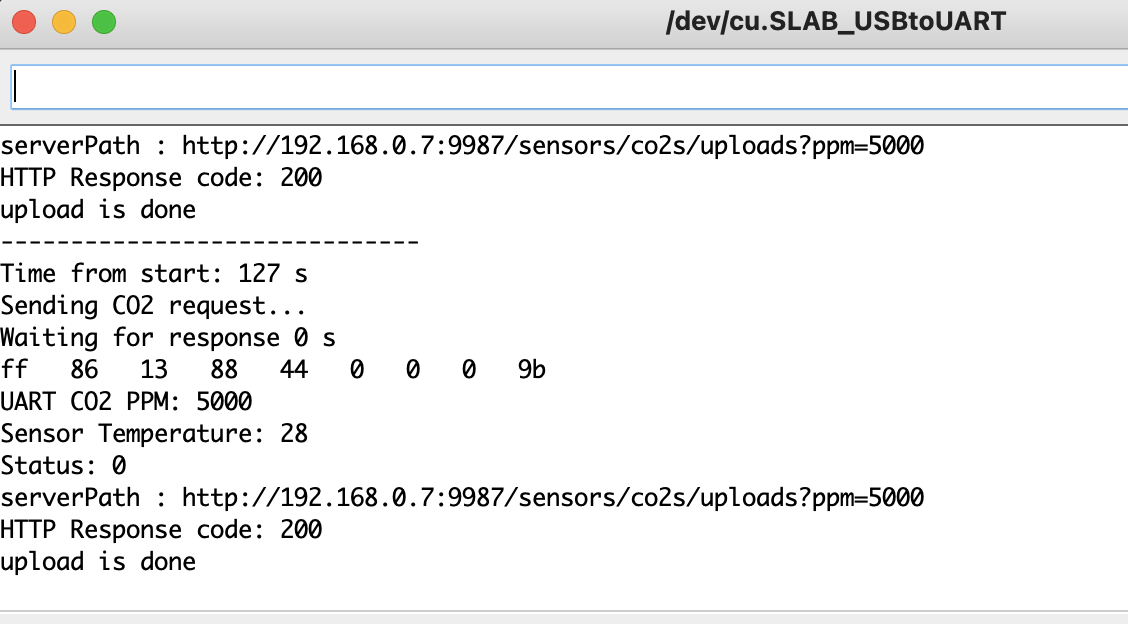 /dev/cu.SLAB_USBtoUART
serverPath : http://192.168.0.7:9987/sensors/co2s/uploads?ppm=5000
HTTP Response code: 200
upload is done
------------------------------
Time from start: 127 s
Sending CO2 request...
Waiting for response 0 s
ff   86   13   88   44   0   0   0   9b
UART CO2 PPM: 5000
Sensor Temperature: 28
Status: 0
serverPath : http://192.168.0.7:9987/sensors/co2s/uploads?ppm=5000
HTTP Response code: 200
upload is done